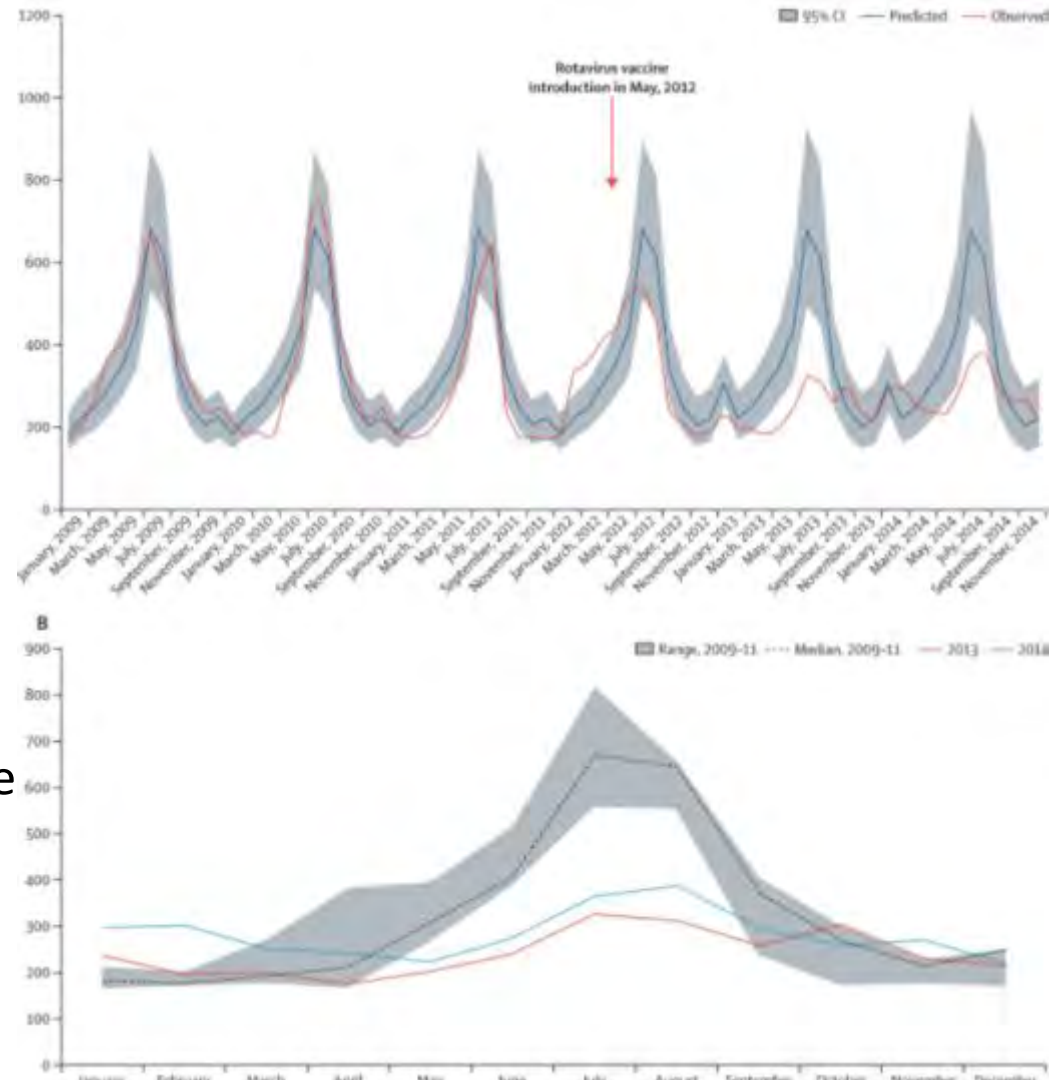 1200
95% CI Predicted Observed
Rotavirus vaccine
introduction in May, 2012
1000
800
600
400
200
0
January, 2009
March, 2009
May, 2009
July, 2009
September, 2009
November, 2009
January, 2010
March, 2010
May, 2010
July, 2010
September, 2010
November, 2010
January, 2011
March, 2011
May, 2011
July, 2011
September, 2011
November, 2011
January, 2012
March, 2012
May, 2012
July, 2012
September, 2012
November, 2012
January, 2013
March, 2013
May, 2013
July, 2013
September, 2013
November, 2013
January, 2014
March, 2014
May, 2014
July, 2014
September, 2014
November, 2014
B
900
Range, 2009-11 Median, 2009-11 2013 2014
800
700
e
600
500
400
300
200
100
0